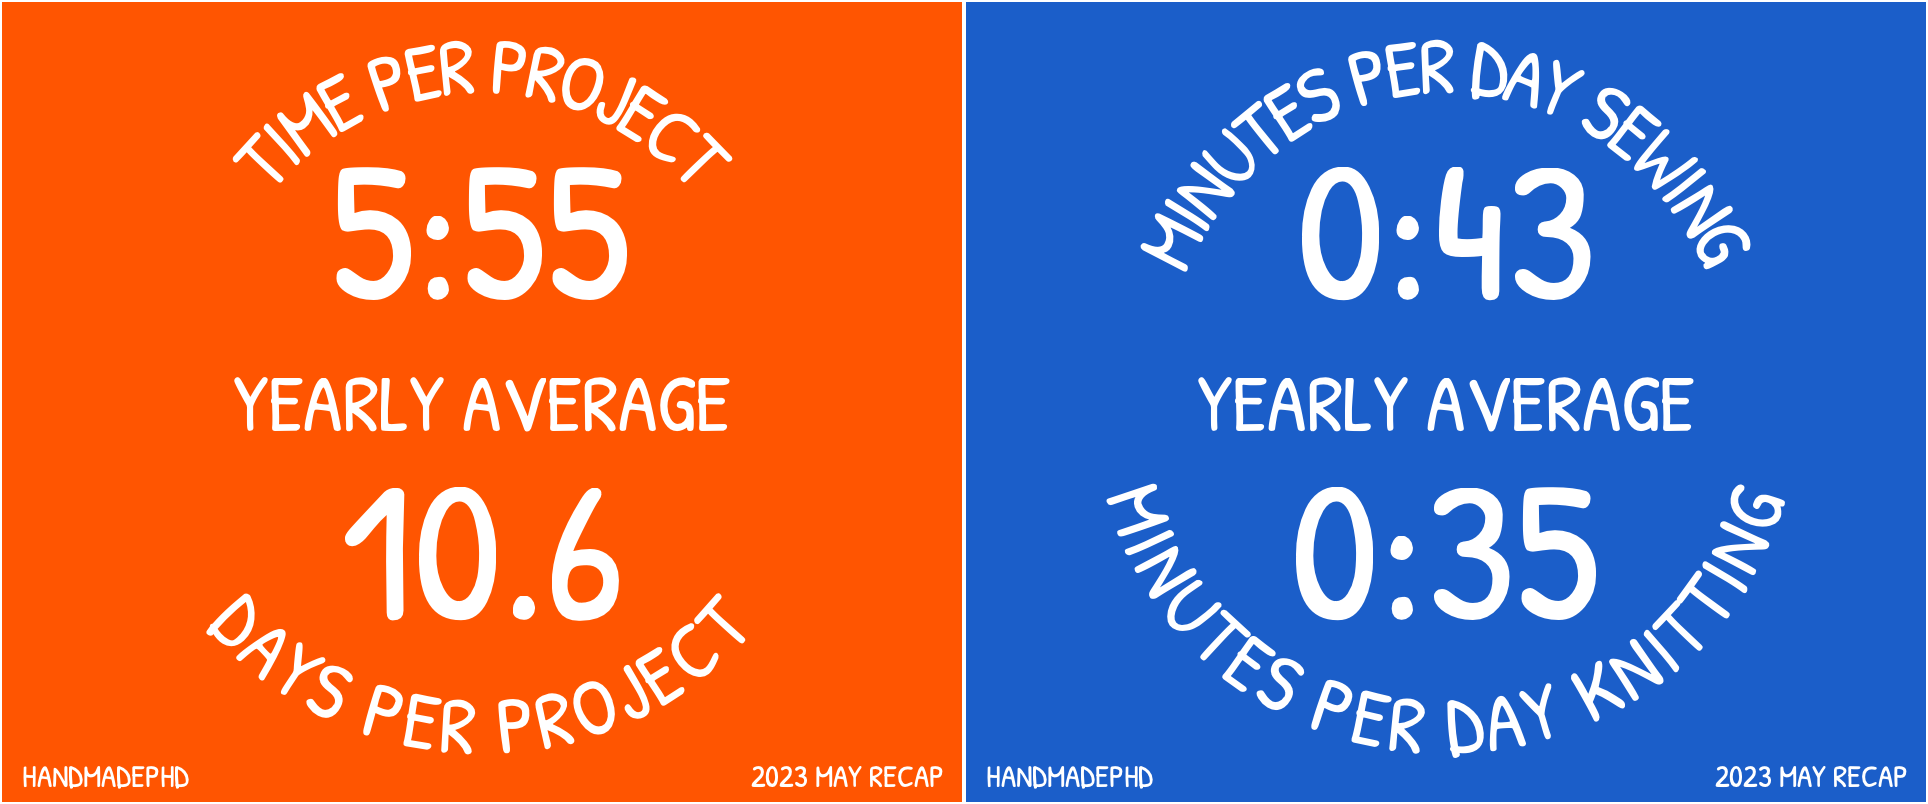 TIME PER PROJECT
5:55
YEARLY AVERAGE
10.6
DAYS PER PROJECT
HANDMADEPHD
2023 MAY RECAP
MINUTES PER DAY SEWING
0:43
YEARLY AVERAGE
0:35
MINUTES PER DAY KNITTING
HANDMADEPHD
2023 MAY RECAP